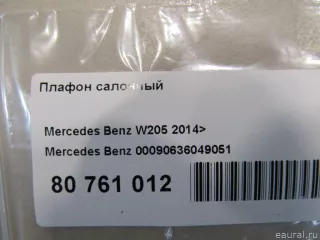 Плафон салонный
Mercedes Benz W205 2014>
Mercedes Benz 00090636049051
80 761 012
eaural.ru